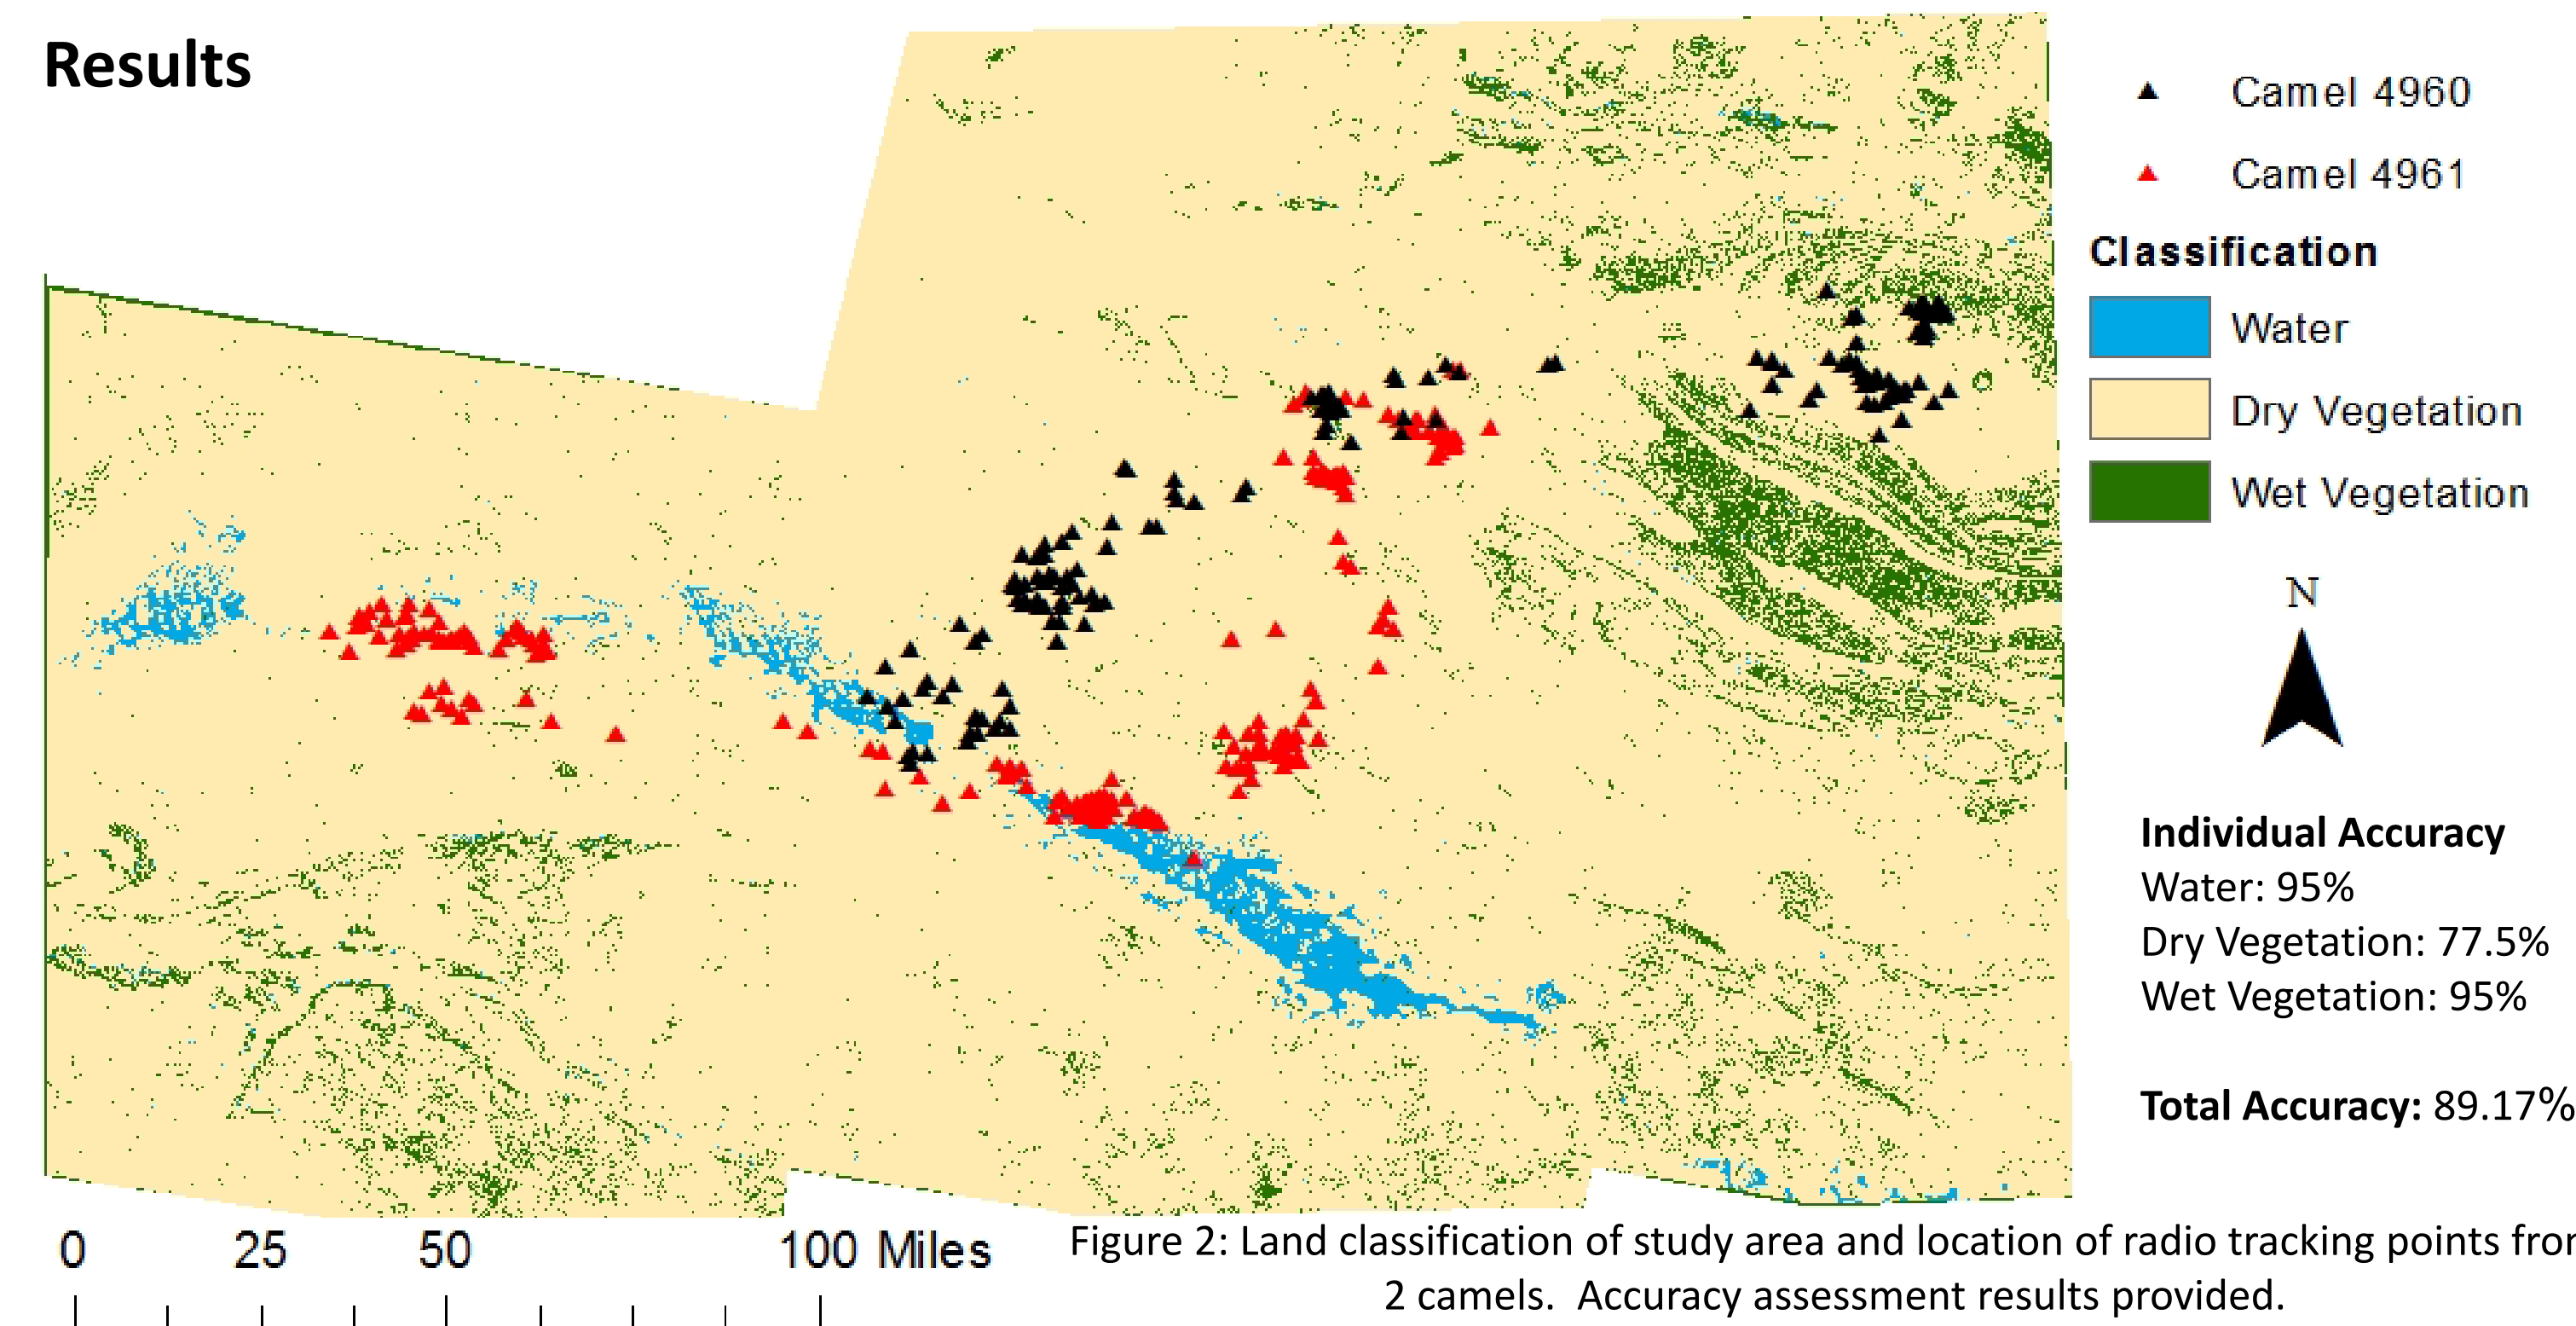 Results
Camel 4960
Camel 4961
Classification
Water
Dry Vegetation
Wet Vegetation
N
Individual Accuracy
Water: 95%
Dry Vegetation: 77.5%
Wet Vegetation: 95%
Total Accuracy: 89.17%
0 25 50 100 Miles
Figure 2: Land classification of study area and location of radio tracking points
2 camels. Accuracy assessment results provided.